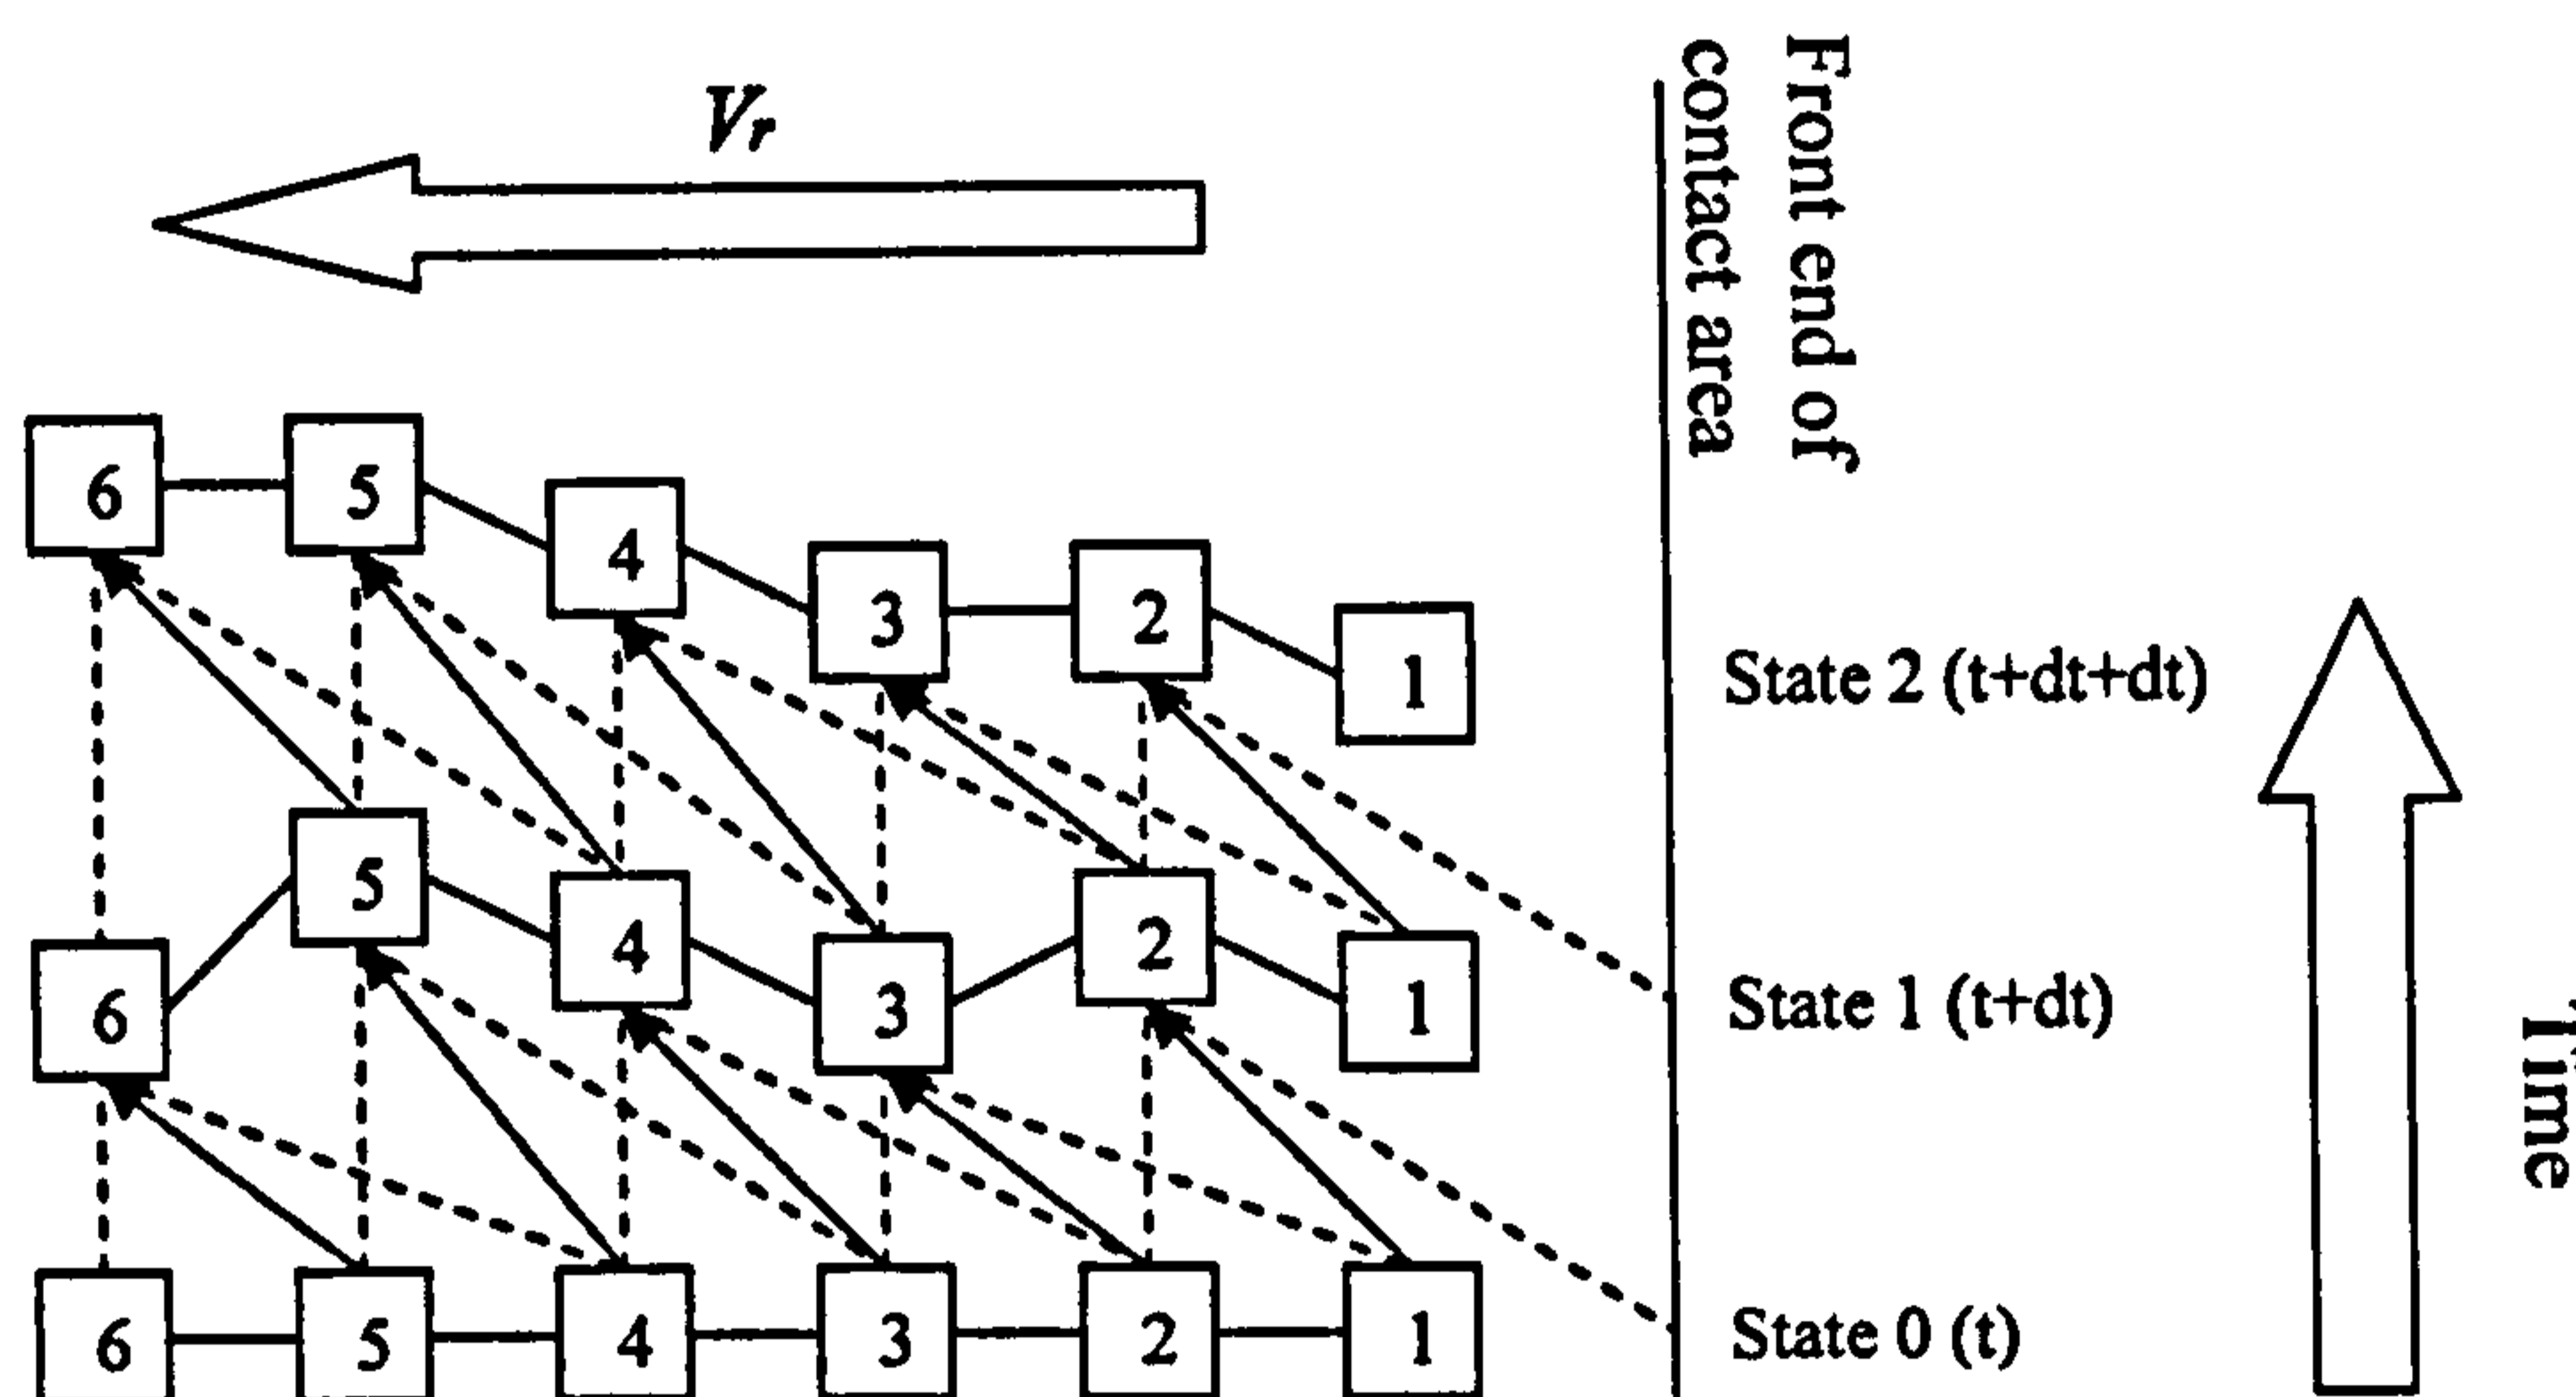 Vr
Front end of
contact area
6 5 4 3 2 1
State 2 (t+dt+dt)
6 5 4 3 2 1
State 1 (t+dt)
6 5 4 3 2 1
State 0 (t)
Time